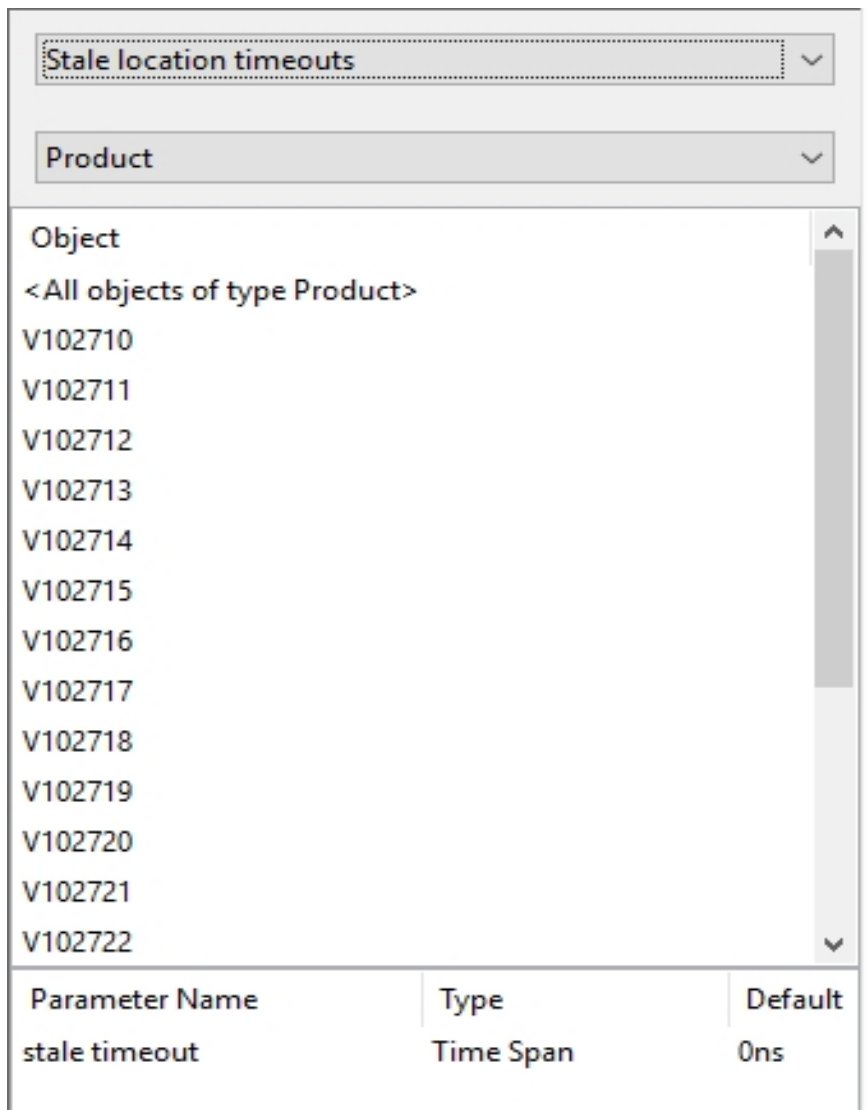 Stale location timeouts
Product
Object
<All objects of type Product>
V102710
V102711
V102712
V102713
V102714
V102715
V102716
V102717
V102718
V102719
V102720
V102721
V102722
Parameter Name Type Default
stale timeout Time Span 0ns